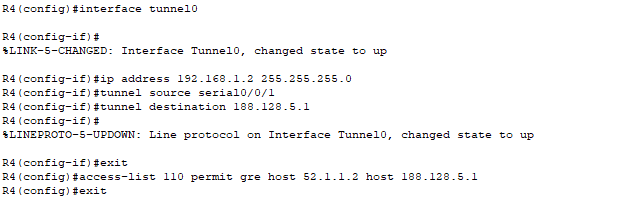 R4(config)#interface tunnel0
R4(config-if)#
%LINK-5-CHANGED: Interface Tunnel0, changed state to up
R4(config-if)#ip address 192.168.1.2 255.255.255.0
R4(config-if)#tunnel source serial0/0/1
R4(config-if)#tunnel destination 188.128.5.1
R4(config-if)#
%LINEPROTO-5-UPDOWN: Line protocol on Interface Tunnel0, changed state to up
R4(config-if)#exit
R4(config)#access-list 110 permit gre host 52.1.1.2 host 188.128.5.1
R4(config)#exit